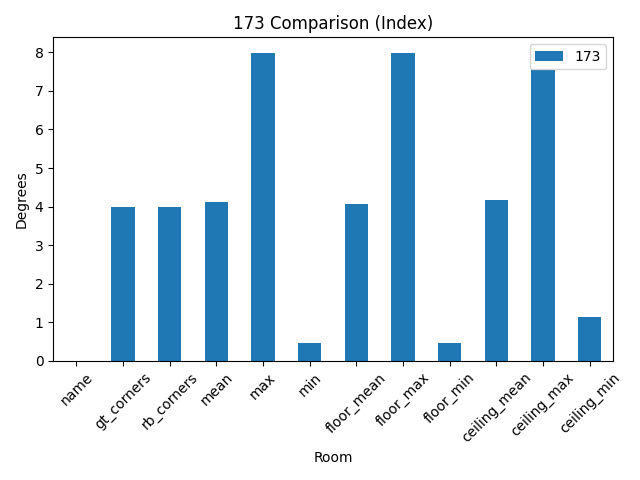 173 Comparison (Index)
173
Degrees
8
7
6
5
4
3
2
1
0
name
gt_corners
rb_corners
mean
max
min
floor_mean
floor_max
floor_min
ceiling_mean
ceiling_max
ceiling_min
Room